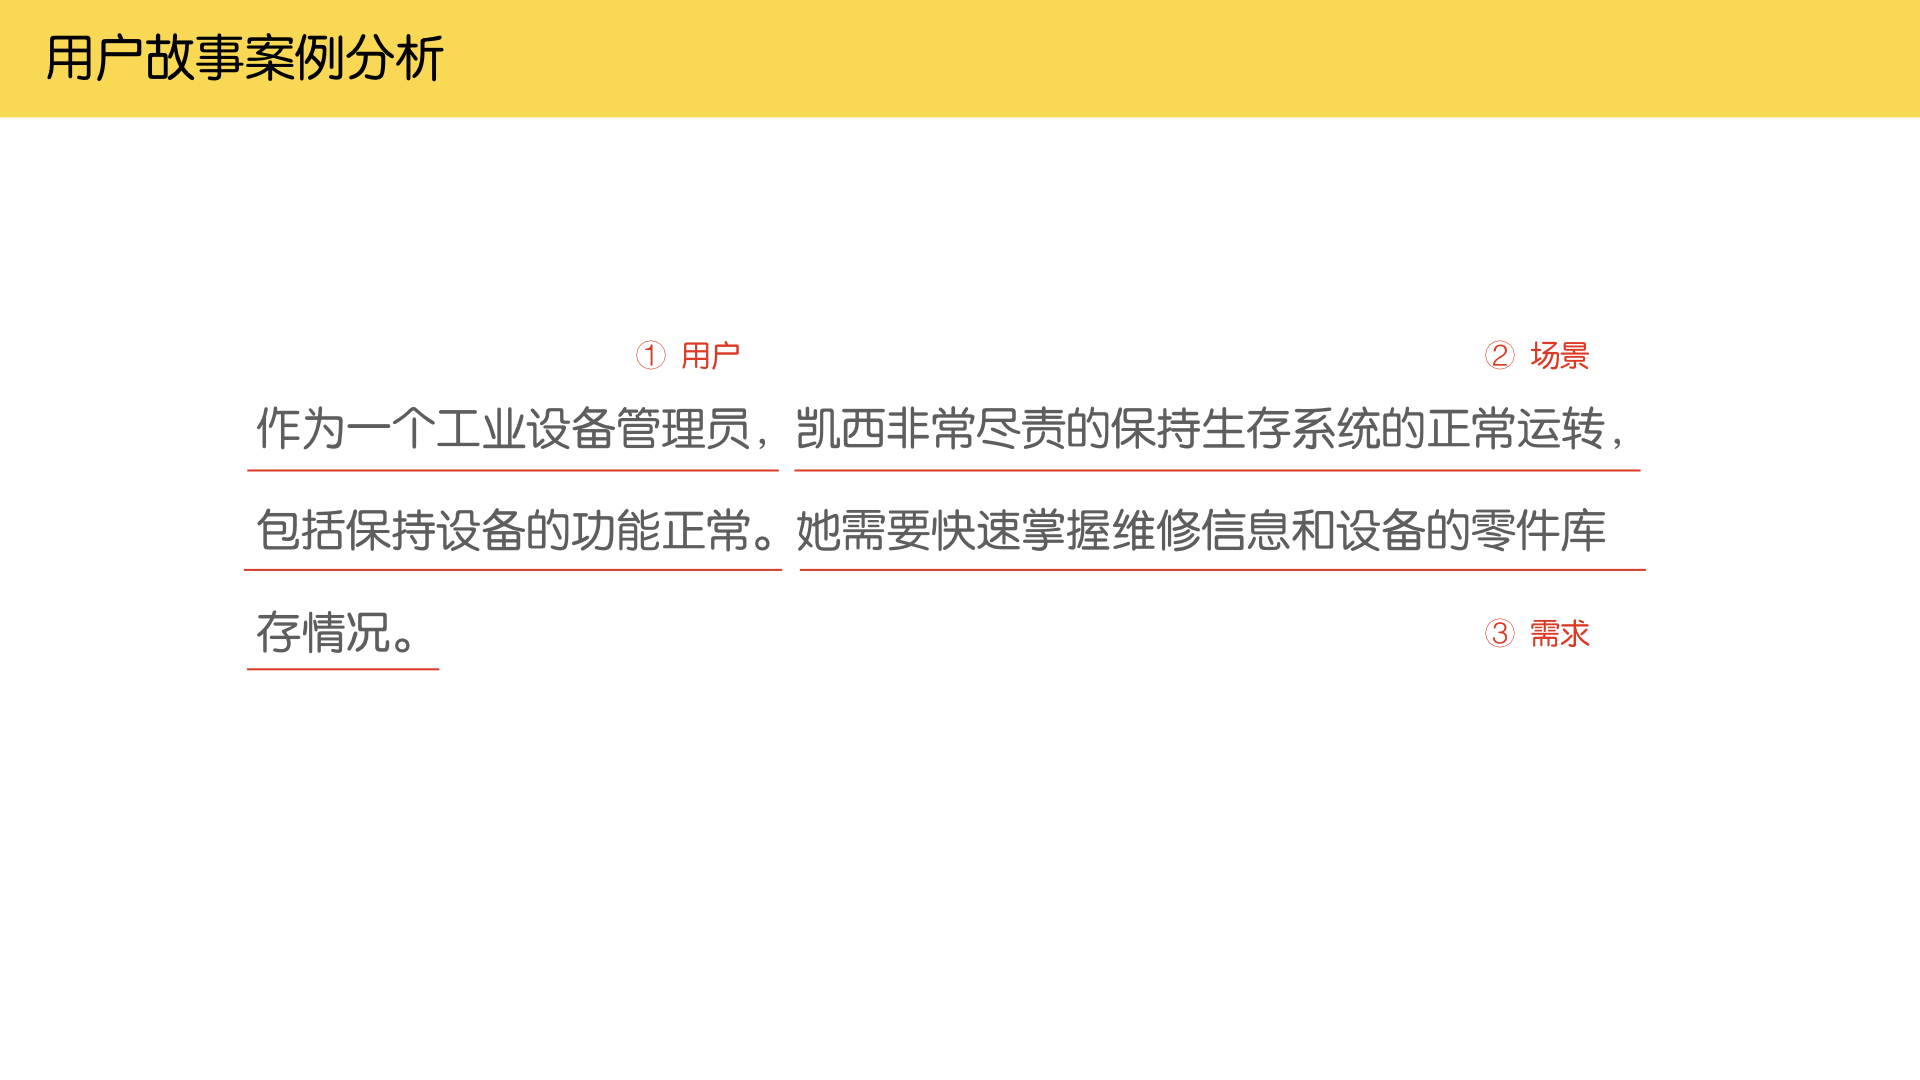 用户故事案例分析
① 用户
② 场景
作为一个工业设备管理员，凯西非常尽责的保持生存系统的正常运转，
包括保持设备的功能正常。她需要快速掌握维修信息和设备的零件库
存情况。
③ 需求